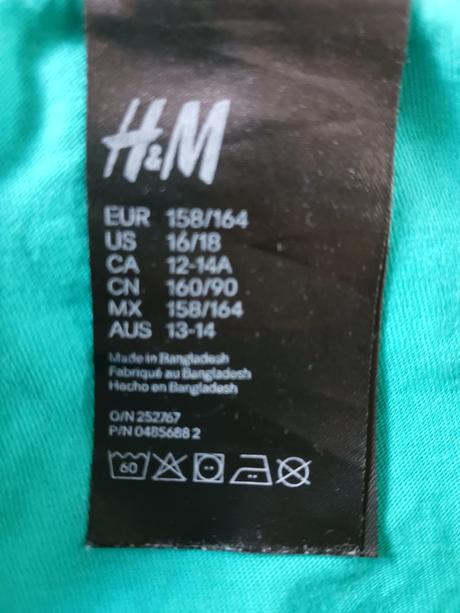 H&M
EUR 158/164
US 16/18
CA 12-14A
CN 160/90
MX 158/164
AUS 13-14
Made in Bangladesh
Fabriqué au Bangladesh
Hecho en Bangladesh
O/N 252767
P/N 0485688 2
60